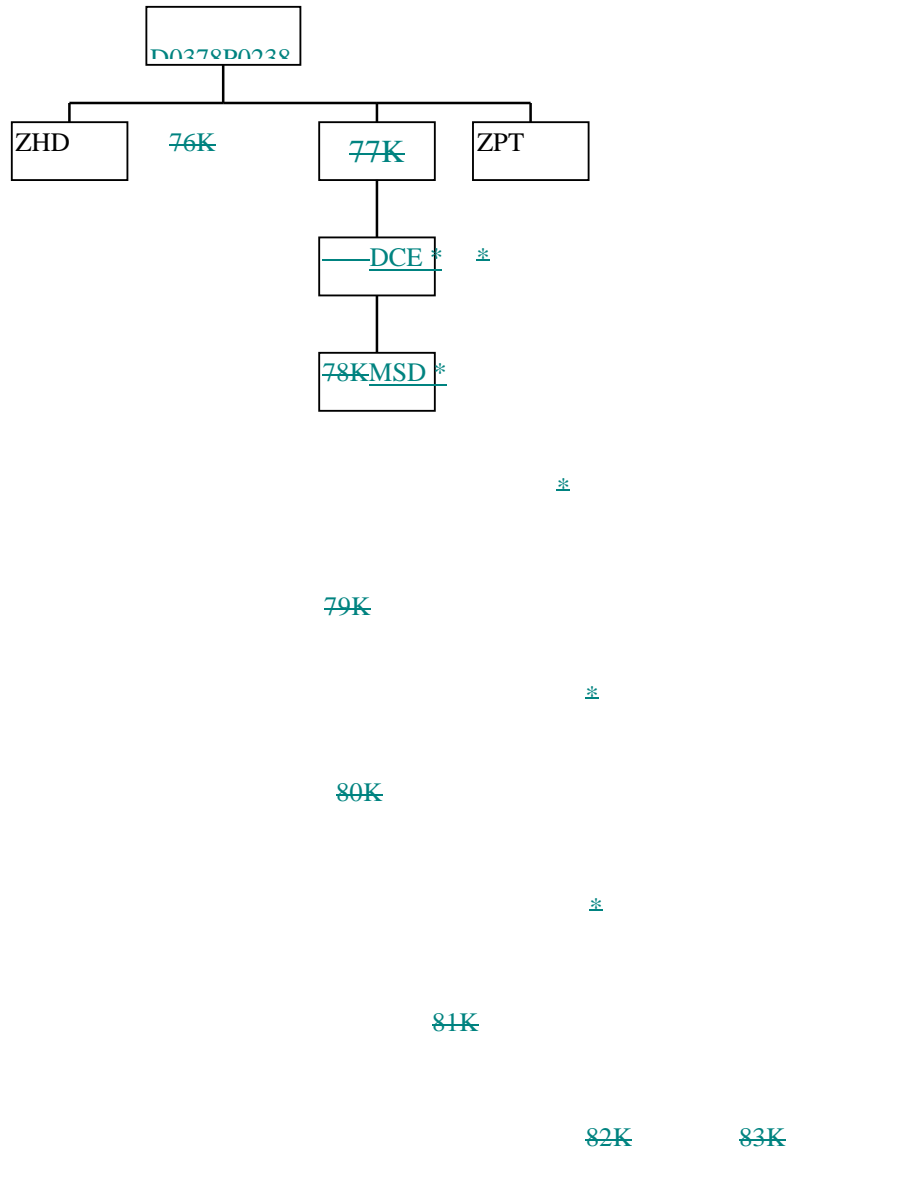 D0378P0238
ZHD 76K 77K ZPT
DCE * *
78KMSD *
*
79K
*
80K
*
81K
82K 83K